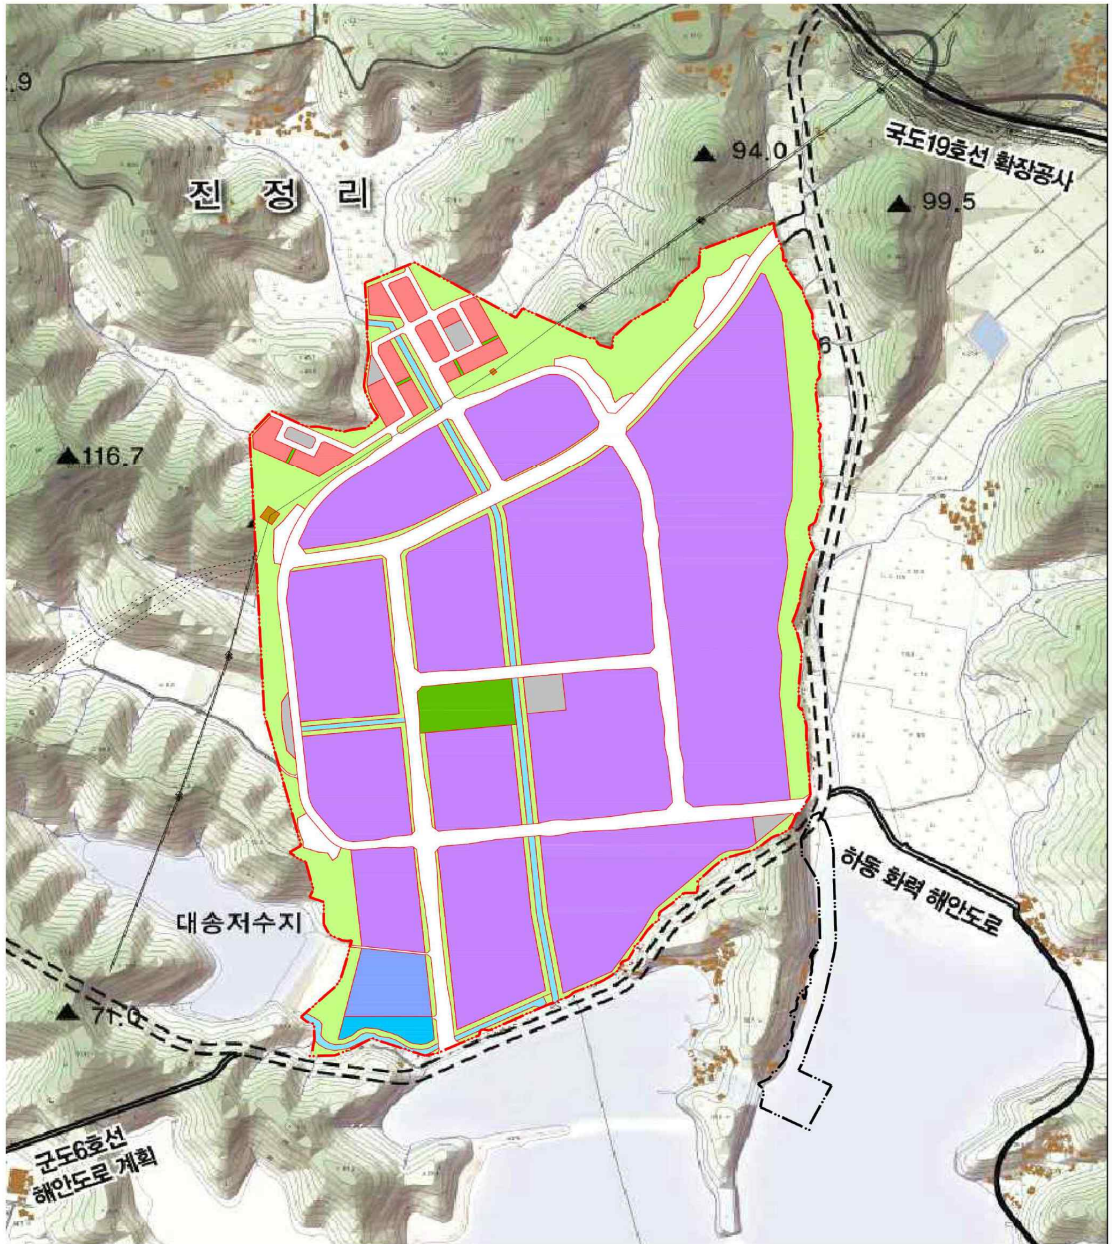 .9
94.0
국도19호선 확장공사
진 정 리
99.5
6
116.7
하동 화력 해안도로
대송저수지
71.0
군도6호선
해안도로 계획